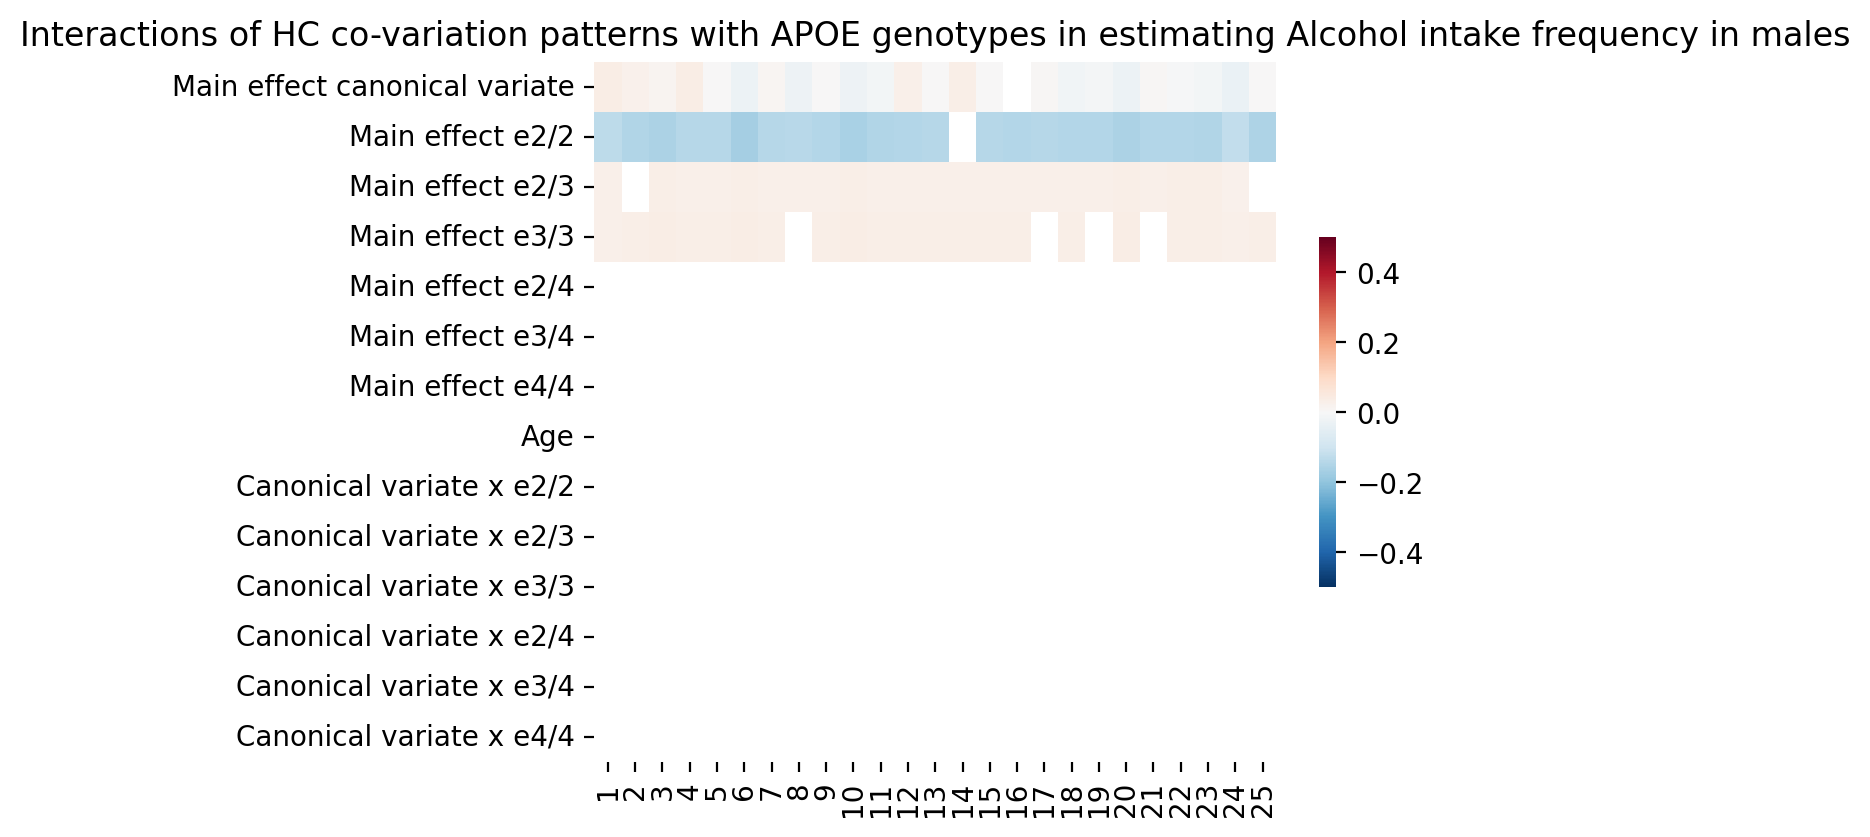 Interactions of HC co-variation patterns with APOE genotypes in estimating Alcohol intake frequency in males
Main effect canonical variate
Main effect e2/2
Main effect e2/3
Main effect e3/3
Main effect e2/4
Main effect e3/4
Main effect e4/4
Age
Canonical variate x e2/2
Canonical variate x e2/3
Canonical variate x e3/3
Canonical variate x e2/4
Canonical variate x e3/4
Canonical variate x e4/4
1 2 3 4 5 6 7 8 9 10 11 12 13 14 15 16 17 18 19 20 21 22 23 24 25
0.4
0.2
0.0
−0.2
−0.4